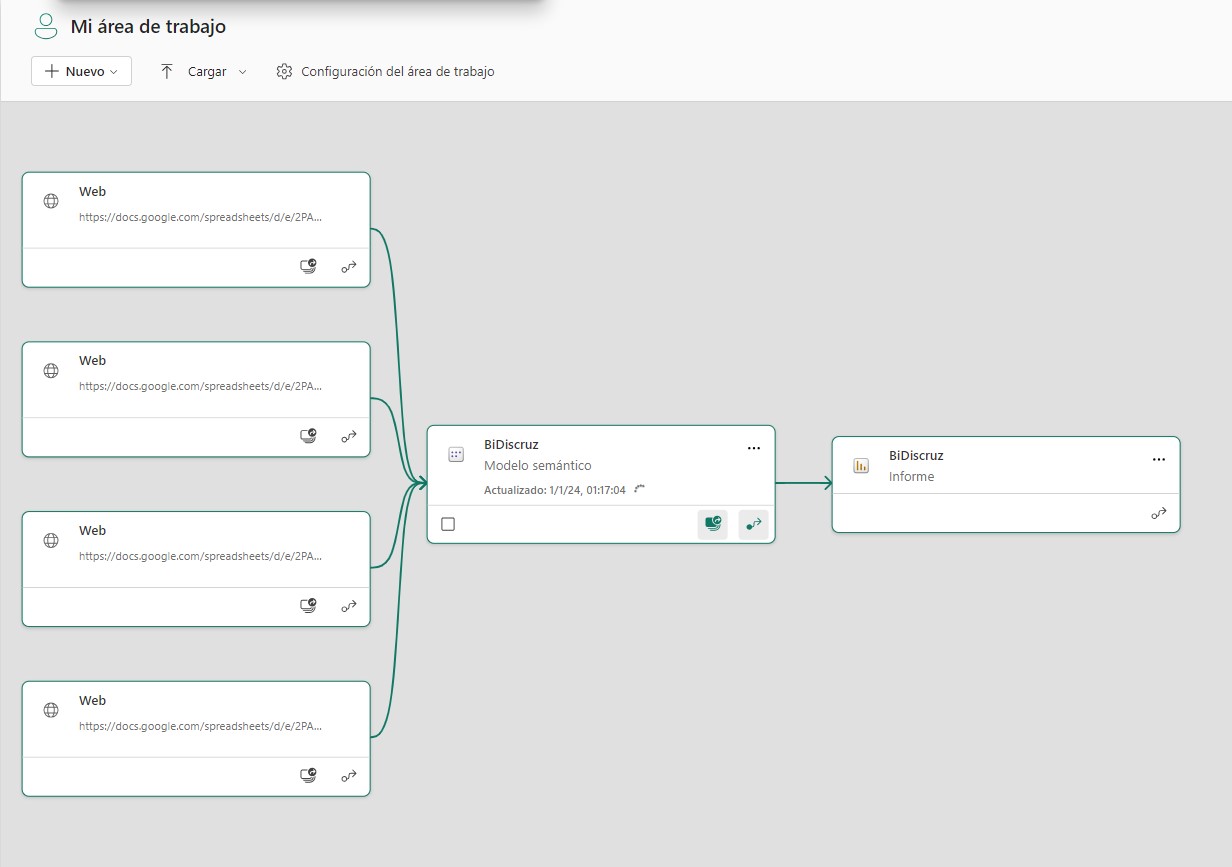 Mi área de trabajo
Nuevo
Cargar
Configuración del área de trabajo
Web
https://docs.google.com/spreadsheets/d/e/2PA...
Web
https://docs.google.com/spreadsheets/d/e/2PA...
BiDiscruz
Modelo semántico
Actualizado: 1/1/24, 01:17:04
BiDiscruz
Informe
Web
https://docs.google.com/spreadsheets/d/e/2PA...
Web
https://docs.google.com/spreadsheets/d/e/2PA...